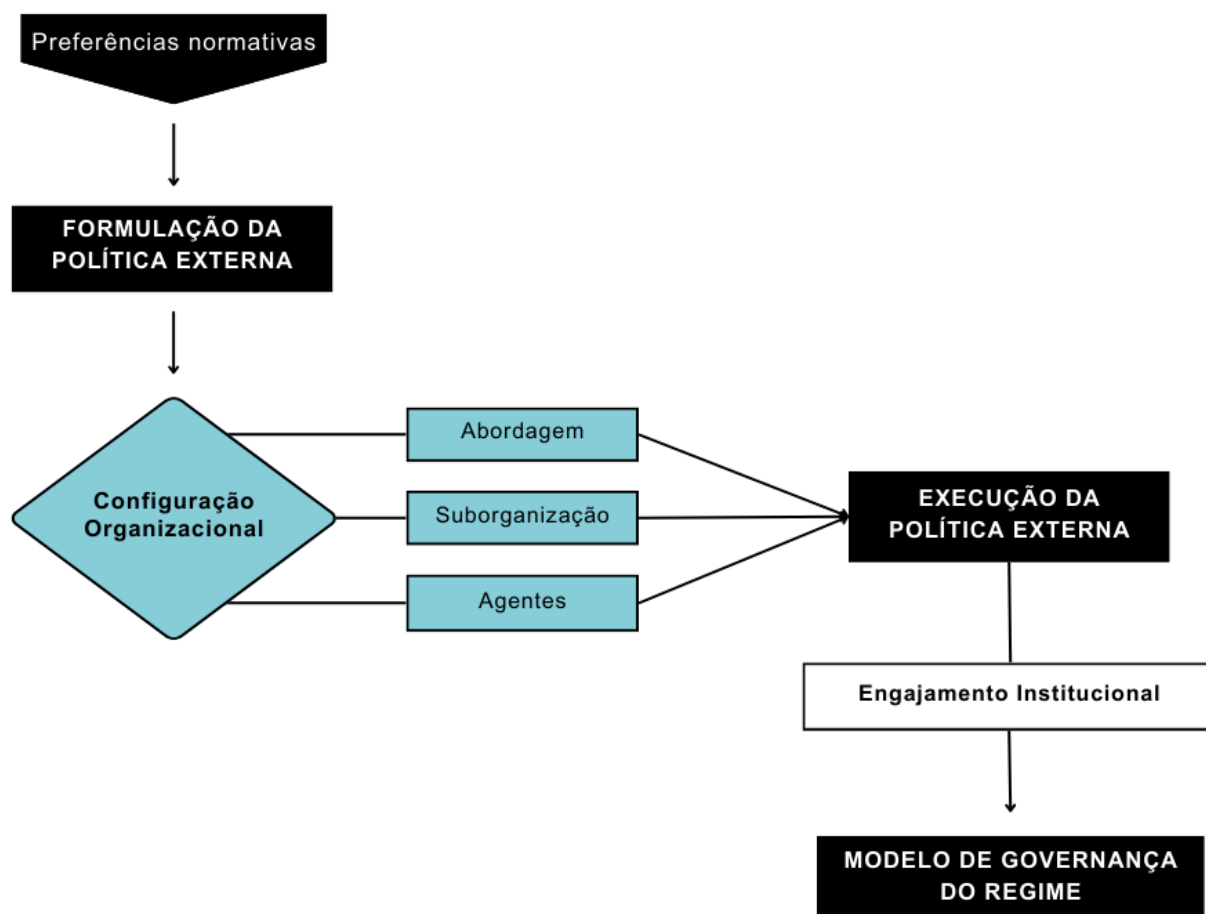 Preferências normativas
FORMULAÇÃO DA
POLÍTICA EXTERNA
Configuração
Organizacional
Abordagem
Suborganização
Agentes
EXECUÇÃO DA
POLÍTICA EXTERNA
Engajamento Institucional
MODELO DE GOVERNANÇA
DO REGIME